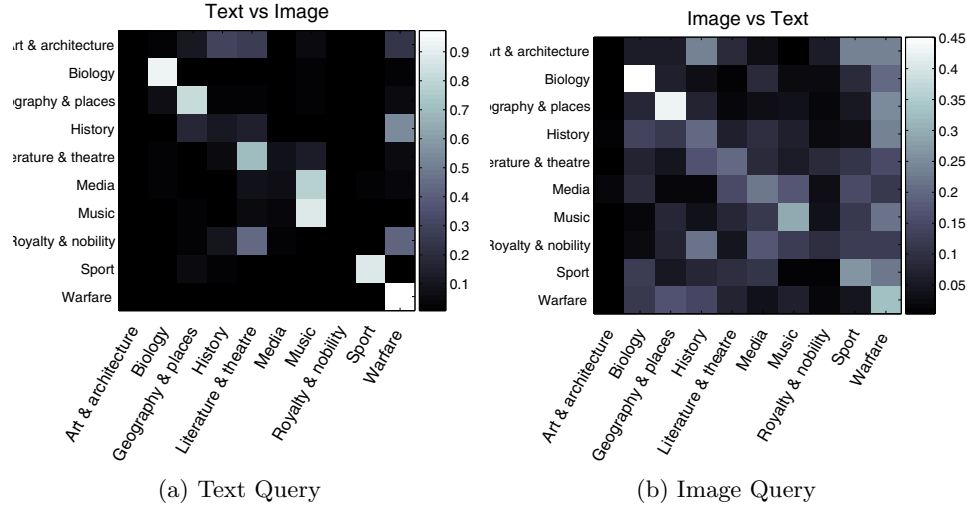 Text vs Image
Art & architecture
Biology
ography & places
History
erature & theatre
Media
Music
Royalty & nobility
Sport
Warfare
0.9
0.8
0.7
0.6
0.5
0.4
0.3
0.2
0.1
Art & architecture
Biology
Geography & places
History
Literature & theatre
Media
Music
Royalty & nobility
Sport
Warfare
(a) Text Query
Image vs Text
Art & architecture
Biology
ography & places
History
erature & theatre
Media
Music
Royalty & nobility
Sport
Warfare
0.45
0.4
0.35
0.3
0.25
0.2
0.15
0.1
0.05
Art & architecture
Biology
Geography & places
History
Literature & theatre
Media
Music
Royalty & nobility
Sport
Warfare
(b) Image Query